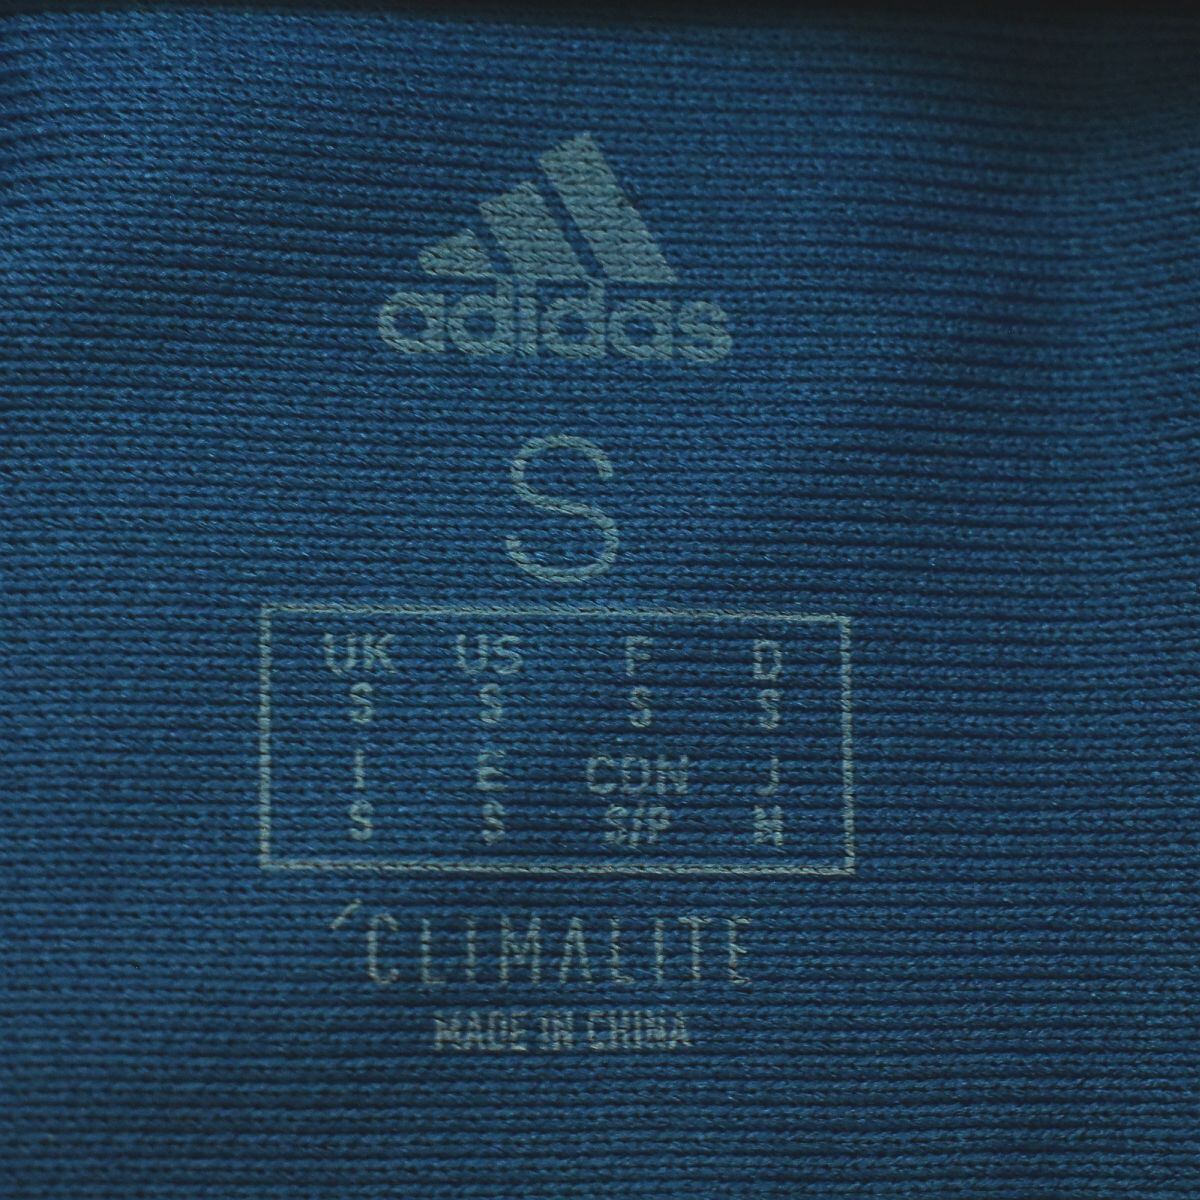 adidas
S
UK US F D
S S S S
I E CDN J
S S S/P M
CLIMALITE
MADE IN CHINA